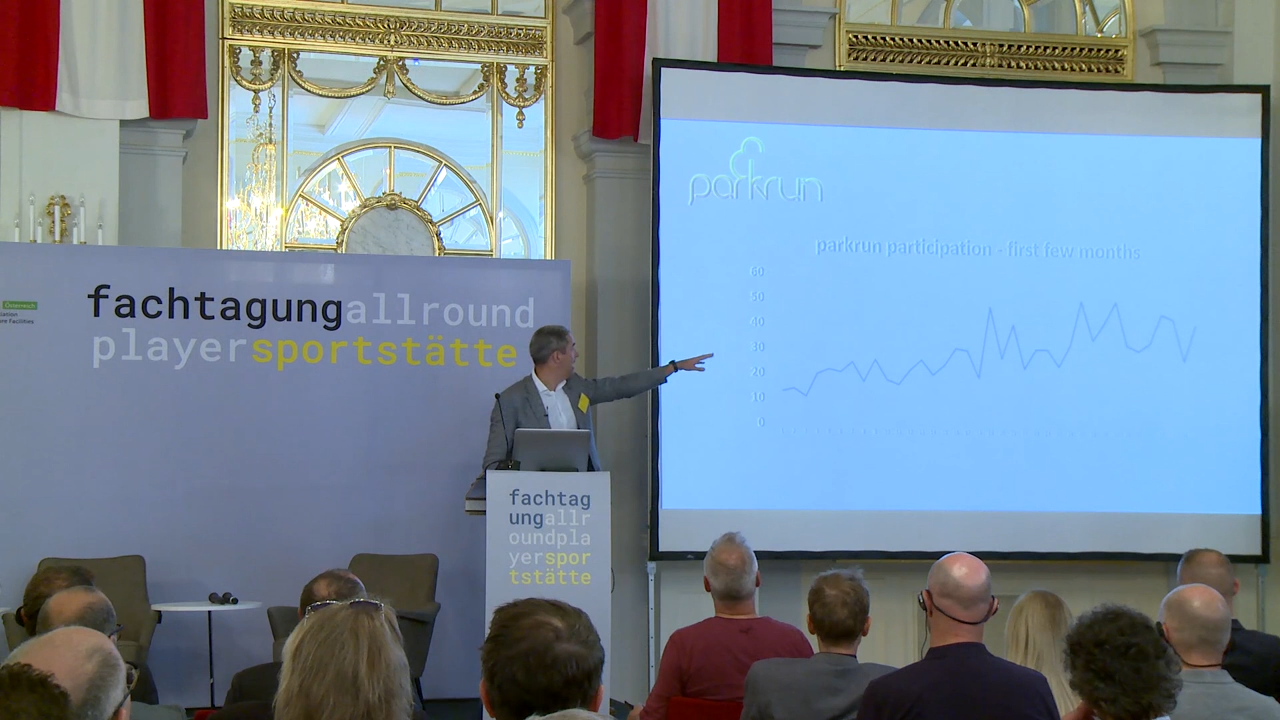 Österreich
fachtagungallround
playersportstätte
fachtag
ungallr
oundpla
yerspor
tstätte
parkrun
parkrun participation - first few months
60
50
40
30
20
10
0